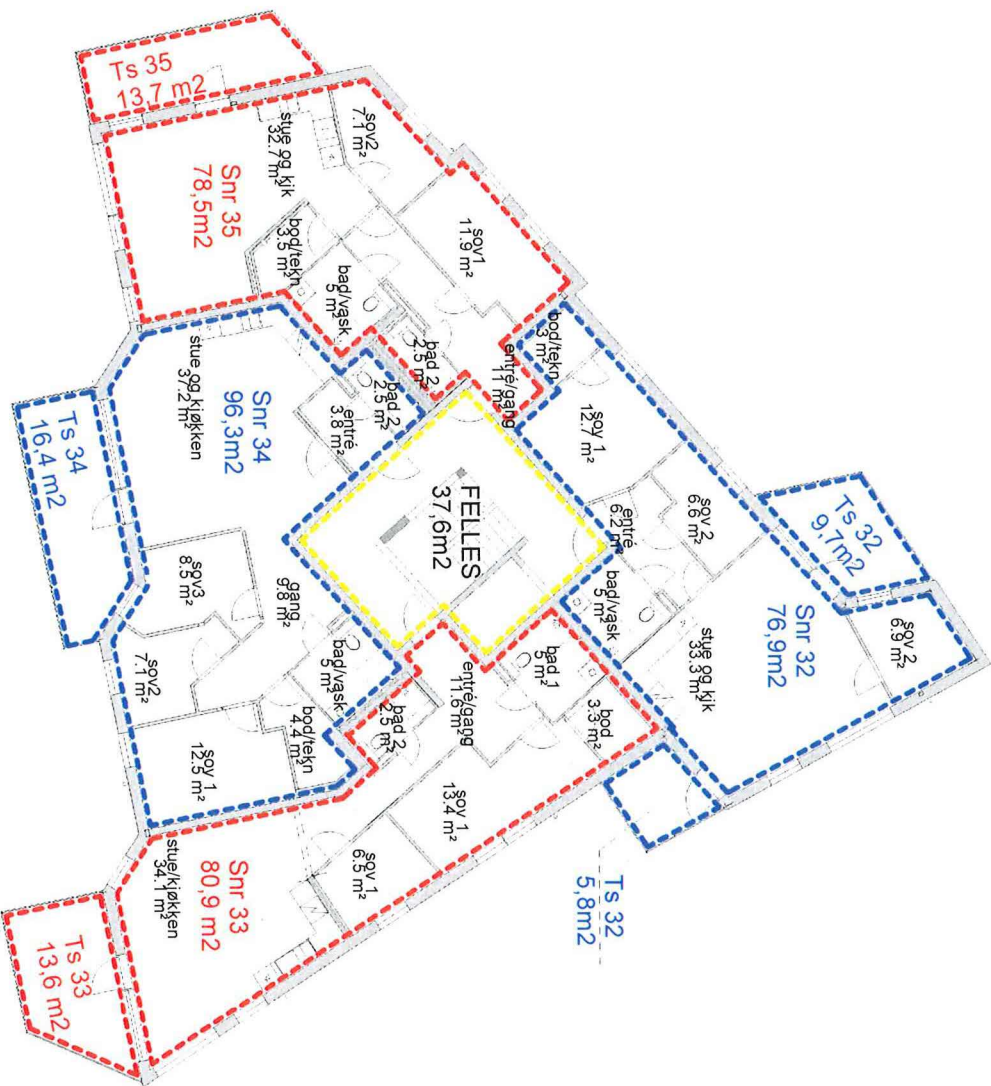 Ts 35
13,7 m2
sov2
7.1 m²
stue og kjk
32.7 m²
Snr 35
78,5m2
sov1
11.9 m²
bod/tekn
3.5 m²
bad/vask
5 m²
bad 2
2.5 m²
entré/gang
11 m²
bod/tekn
3 m²
sov 1
12.7 m²
sov 2
6.6 m²
entré
6.2 m²
bad/vask
5 m²
Ts 32
9,7m2
Snr 32
76,9m2
sov 2
6.9 m²
stue og kjk
33.3 m²
Ts 32
5,8m2
FELLES
37,6m2
stue og kjøkken
37.2 m²
Snr 34
96,3m2
bad 2
2.5 m²
entré
3.8 m²
Ts 34
16,4 m2
sov3
8.5 m²
gang
9.8 m²
sov2
7.1 m²
bad/vask
5 m²
bod/tekn
4.4 m²
sov 1
12.5 m²
bad 1
5 m²
bod
3.3 m²
entré/gang
11.6 m²
bad 2
2.5 m²
sov 1
13.4 m²
sov 1
6.5 m²
stue/kjøkken
34.1 m²
Snr 33
80,9 m2
Ts 33
13,6 m2